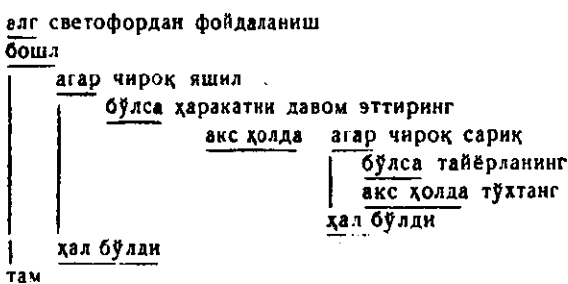 алг светофордан фойдаланиш
бошл
агар чироқ яшил
бўлса ҳаракатни давом эттиринг
акс ҳолда агар чироқ сариқ
бўлса тайёрланинг
акс ҳолда тўхтанг
ҳал бўлди
ҳал бўлди
там